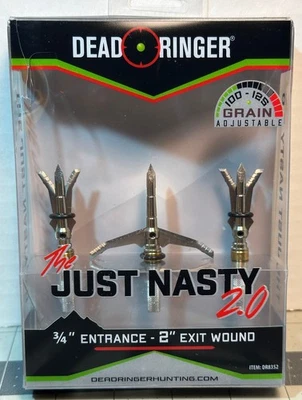 DEAD RINGER®
100 - 125
GRAIN
ADJUSTABLE
The
JUST NASTY
2.0
3/4" ENTRANCE - 2" EXIT WOUND
ITEM: DR8352
DEADRINGERHUNTING.COM